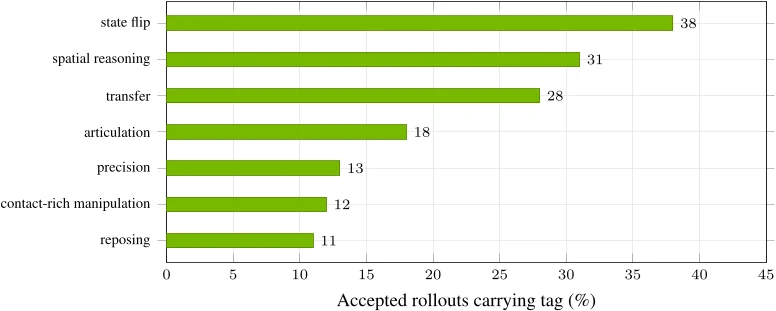 state flip 38
spatial reasoning 31
transfer 28
articulation 18
precision 13
contact-rich manipulation 12
reposing 11
0 5 10 15 20 25 30 35 40 45
Accepted rollouts carrying tag (%)